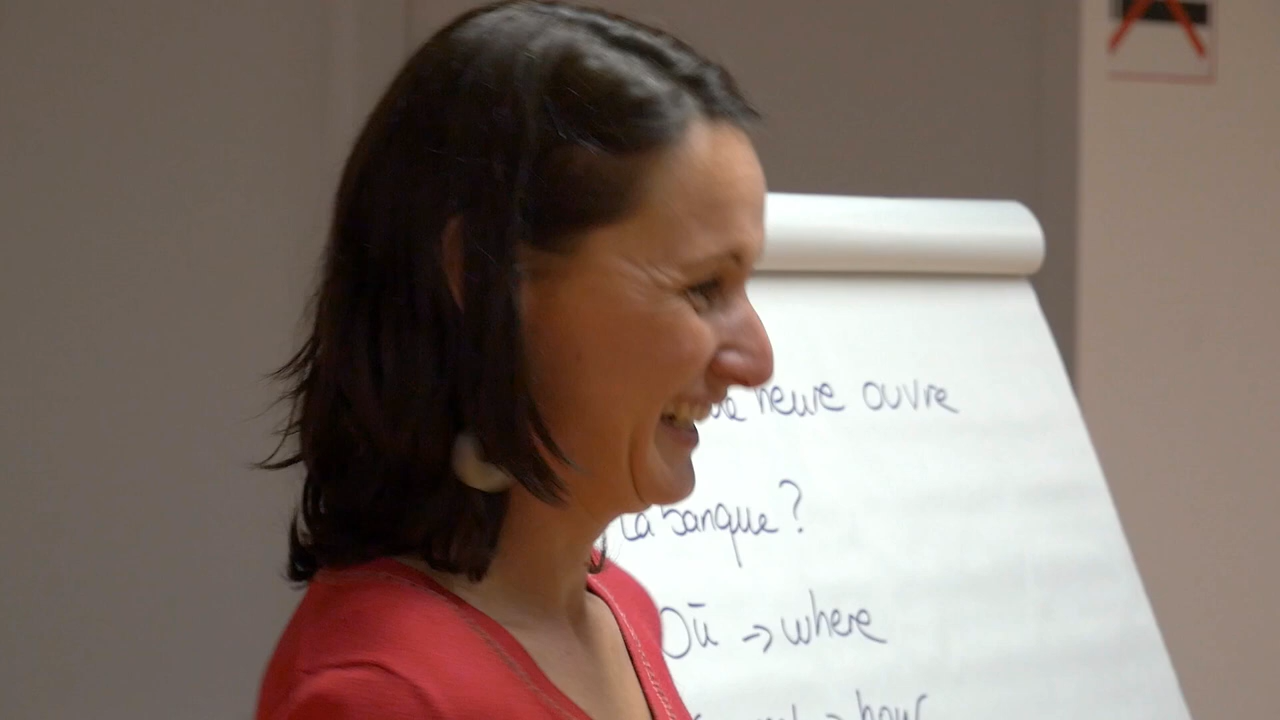 heure ouvre
la banque ?
Où → where
→ how